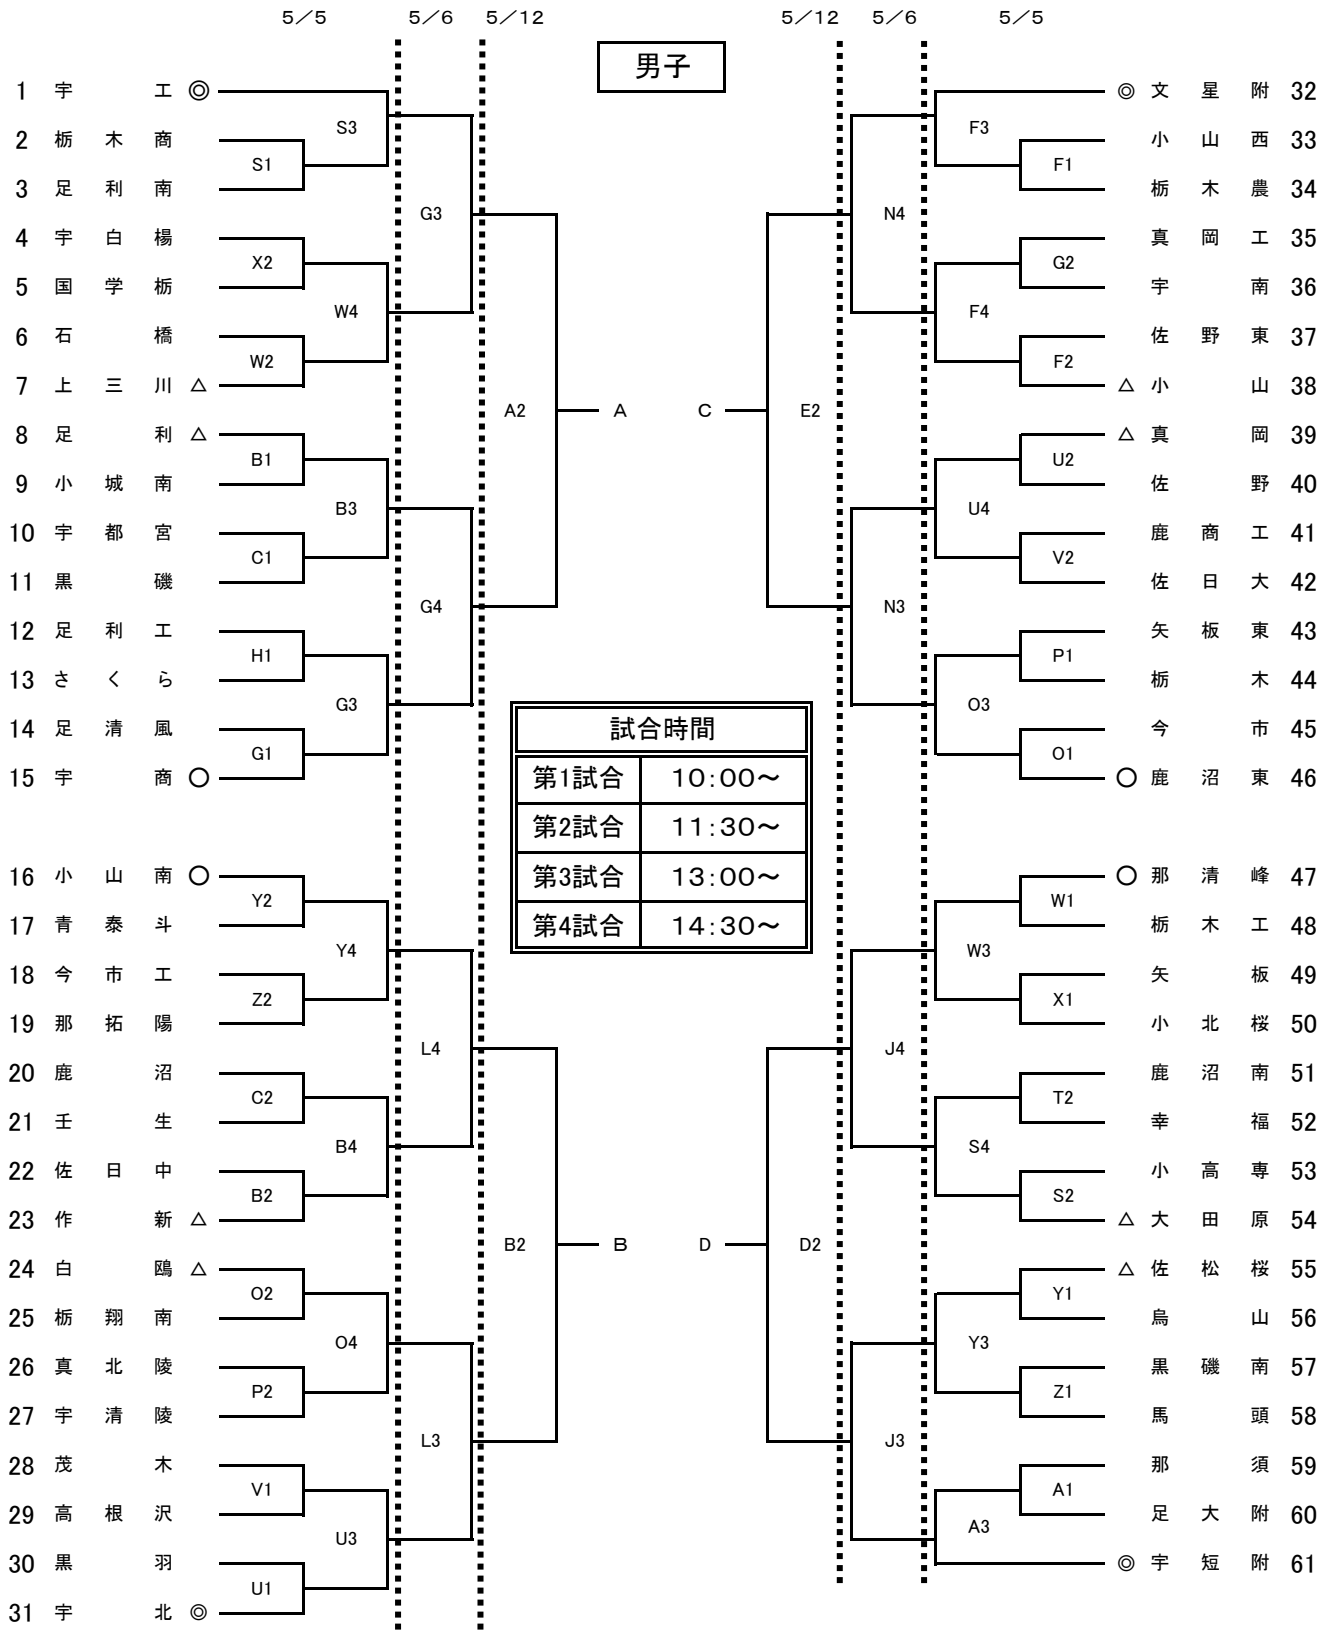 5／5 5／6 5／12 5／12 5／6 5／5
男子
1 宇工 ◎
S3
2 栃木商
S1
3 足利南
G3
4 宇白楊
X2
5 国学栃
W4
6 石橋
W2
7 上三川 △
A2 A
8 足利 △
B1
9 小城南
B3
10 宇都宮
C1
11 黒磯
G4
12 足利工
H1
13 さくら
G3
14 足清風
G1
15 宇商 ○
16 小山南 ○
Y2
17 青泰斗
Y4
18 今市工
Z2
19 那拓陽
L4
20 鹿沼
C2
21 壬生
B4
22 佐日中
B2
23 作新 △
B2 B
24 白鴎 △
O2
25 栃翔南
O4
26 真北陵
P2
27 宇清陵
L3
28 茂木
V1
29 高根沢
U3
30 黒羽
U1
31 宇北 ◎
試合時間
第1試合 10:00～
第2試合 11:30～
第3試合 13:00～
第4試合 14:30～
◎ 文星附 32
F3
小山西 33
F1
栃木農 34
N4
真岡工 35
G2
宇南 36
F4
佐野東 37
F2
△ 小山 38
C E2
△ 真岡 39
U2
佐野 40
U4
鹿商工 41
V2
佐日大 42
N3
矢板東 43
P1
栃木 44
O3
今市 45
O1
○ 鹿沼東 46
○ 那清峰 47
W1
栃木工 48
W3
矢板 49
X1
小北桜 50
J4
鹿沼南 51
T2
幸福 52
S4
小高専 53
S2
△ 大田原 54
D D2
△ 佐松桜 55
Y1
烏山 56
Y3
黒磯南 57
Z1
馬頭 58
J3
那須 59
A1
足大附 60
A3
◎ 宇短附 61